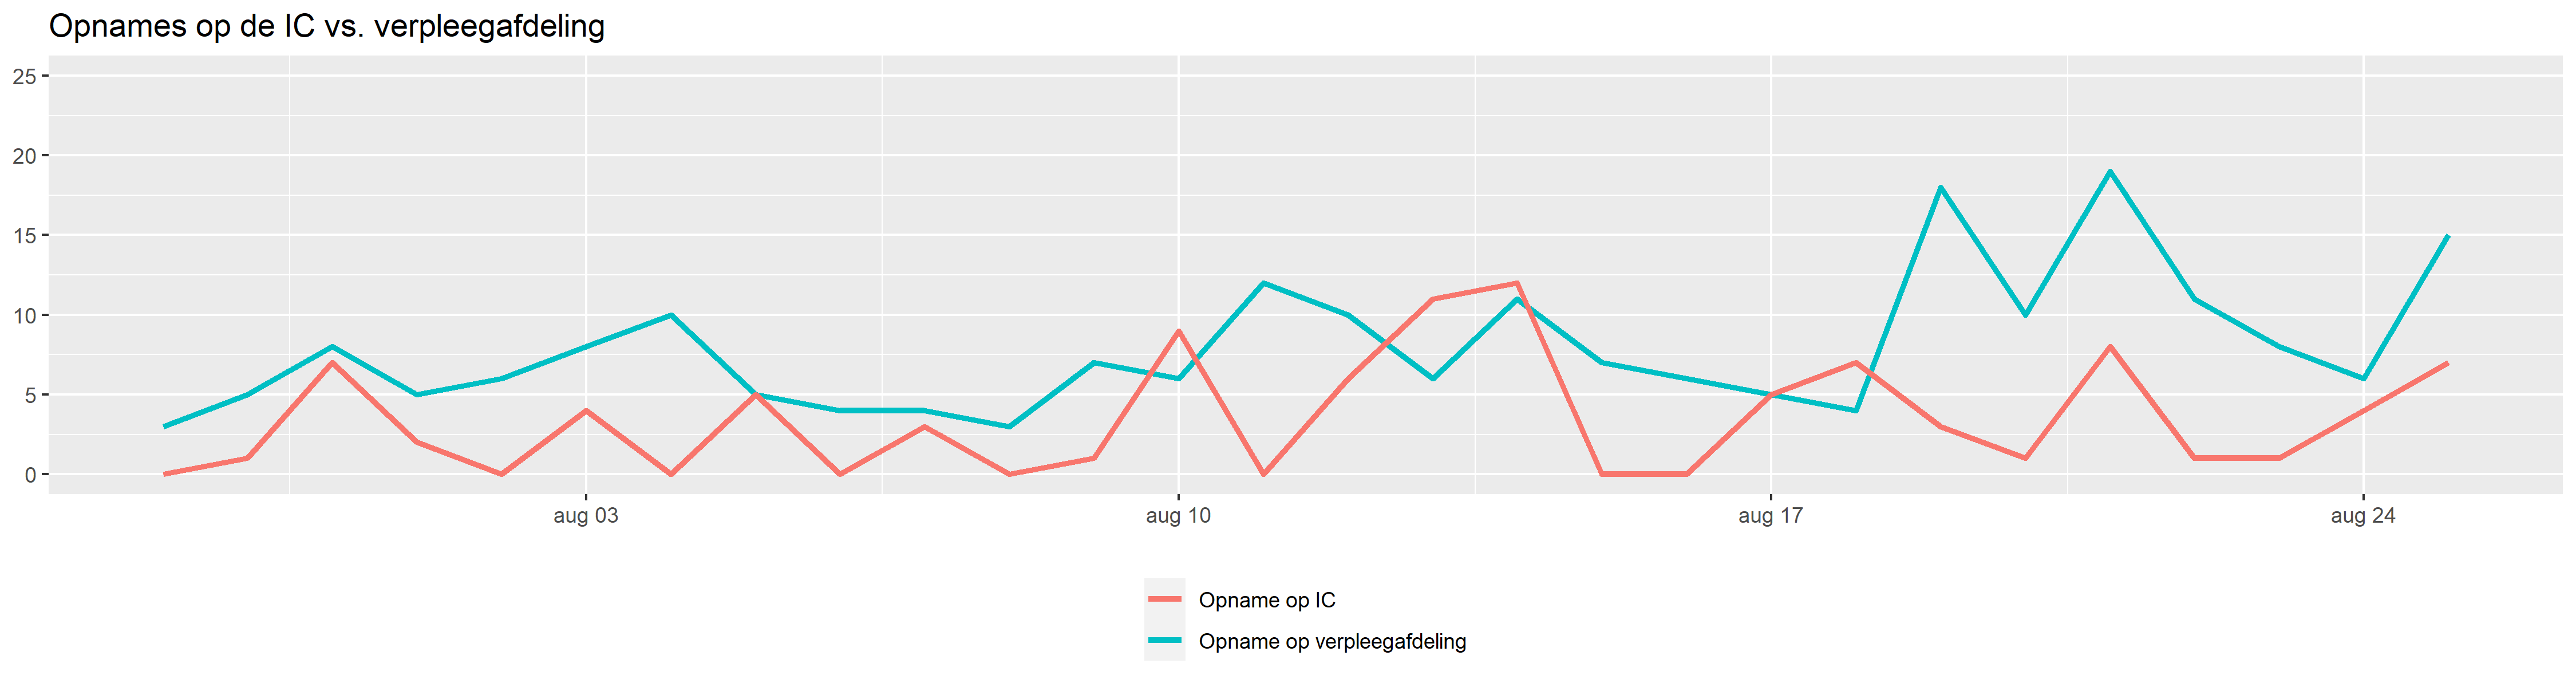 Opnames op de IC vs. verpleegafdeling
25
20
15
10
5
0
aug 03 aug 10 aug 17 aug 24
Opname op IC
Opname op verpleegafdeling